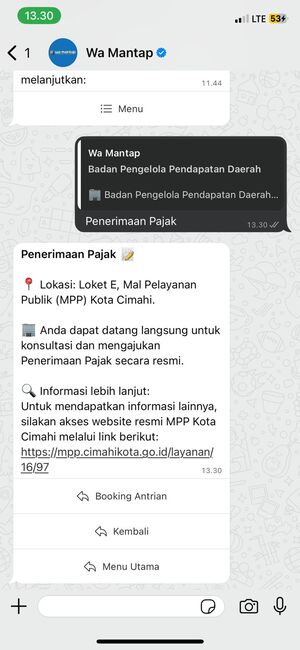 13.30
LTE 53
1
Wa Mantap
melanjutkan:
11.44
Menu
Wa Mantap
Badan Pengelola Pendapatan Daerah
Badan Pengelola Pendapatan Daerah...
Penerimaan Pajak
13.30
Penerimaan Pajak 📝
📍 Lokasi: Loket E, Mal Pelayanan
Publik (MPP) Kota Cimahi.
🏢 Anda dapat datang langsung untuk
konsultasi dan mengajukan
Penerimaan Pajak secara resmi.
🔍 Informasi lebih lanjut:
Untuk mendapatkan informasi lainnya,
silakan akses website resmi MPP Kota
Cimahi melalui link berikut:
https://mpp.cimahikota.go.id/layanan/
16/97
13.30
Booking Antrian
Kembali
Menu Utama